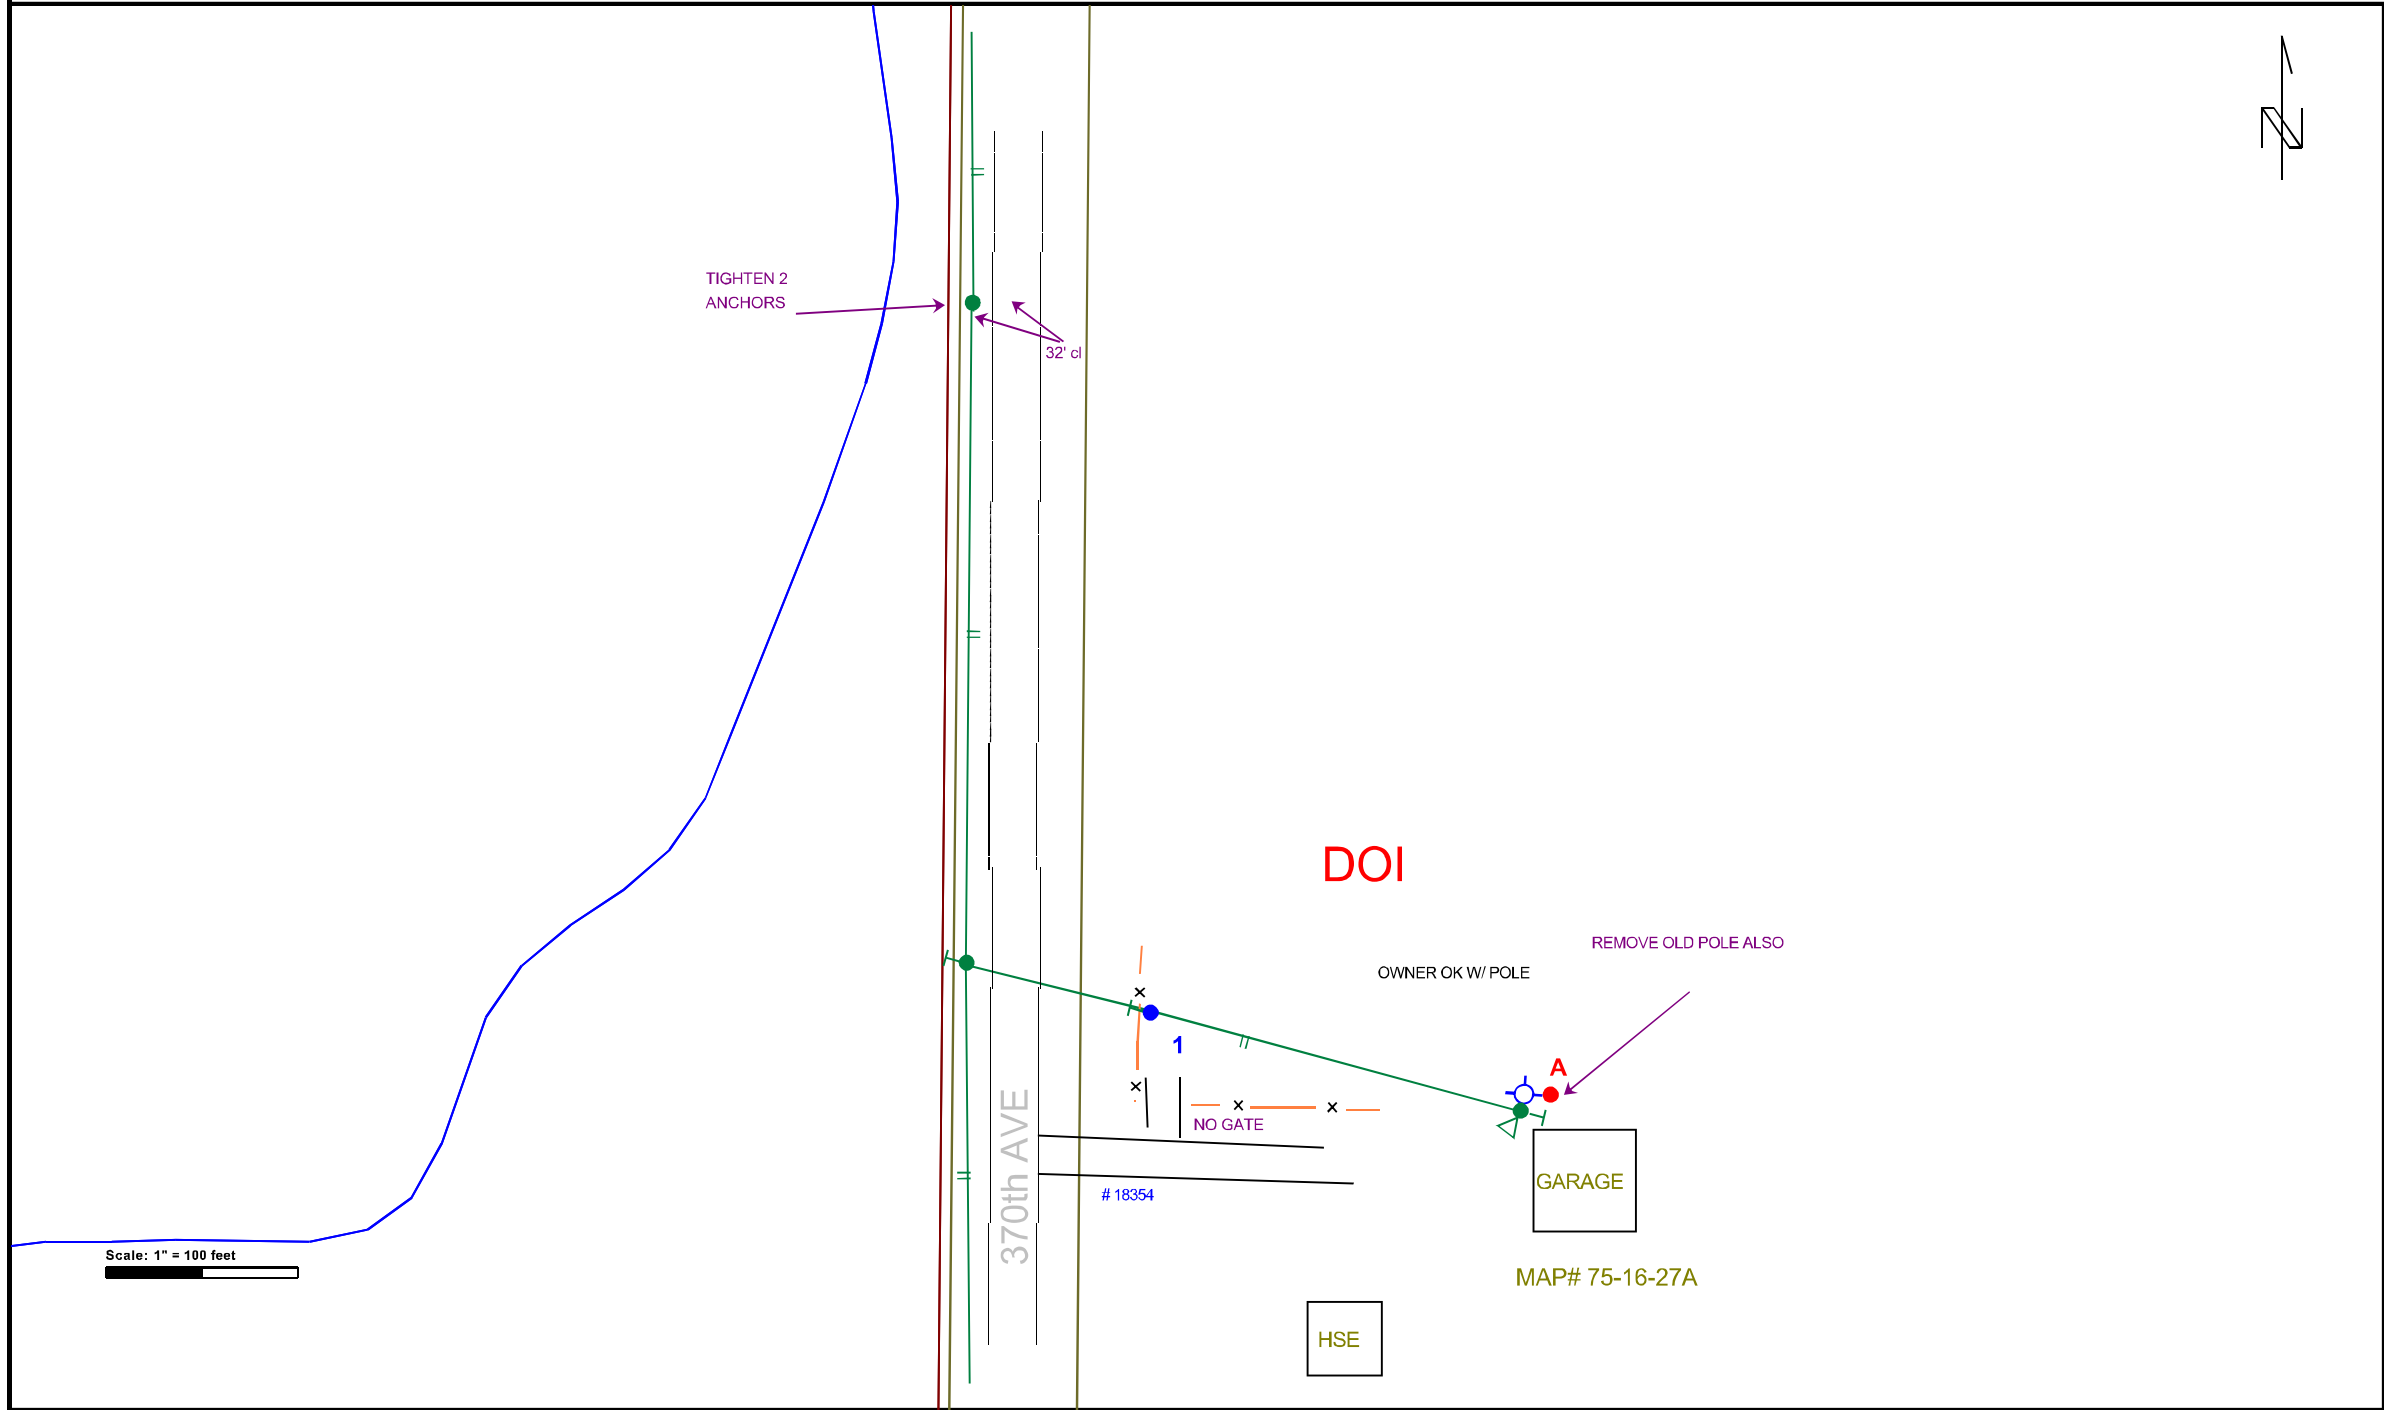 N
TIGHTEN 2
ANCHORS
32' cl
DOI
REMOVE OLD POLE ALSO
OWNER OK W/ POLE
1
A
NO GATE
370th AVE
# 18354
GARAGE
Scale: 1" = 100 feet
MAP# 75-16-27A
HSE